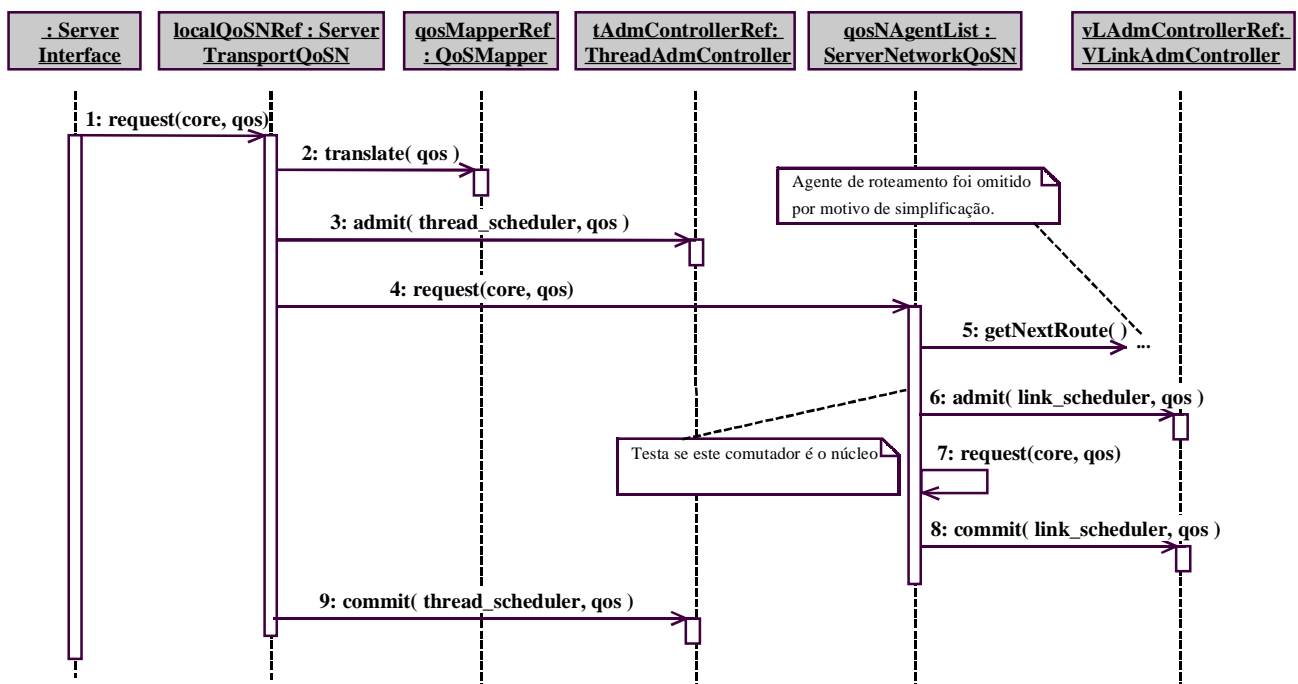 : Server
Interface
localQoSNRef : Server
TransportQoSN
qosMapperRef
: QoSMapper
tAdmControllerRef:
ThreadAdmController
qosNAgentList :
ServerNetworkQoSN
vLAdmControllerRef:
VLinkAdmController
1: request(core, qos)
2: translate( qos )
Agente de roteamento foi omitido
por motivo de simplificação.
3: admit( thread_scheduler, qos )
4: request(core, qos)
5: getNextRoute( )
...
6: admit( link_scheduler, qos )
Testa se este comutador é o núcleo
7: request(core, qos)
8: commit( link_scheduler, qos )
9: commit( thread_scheduler, qos )